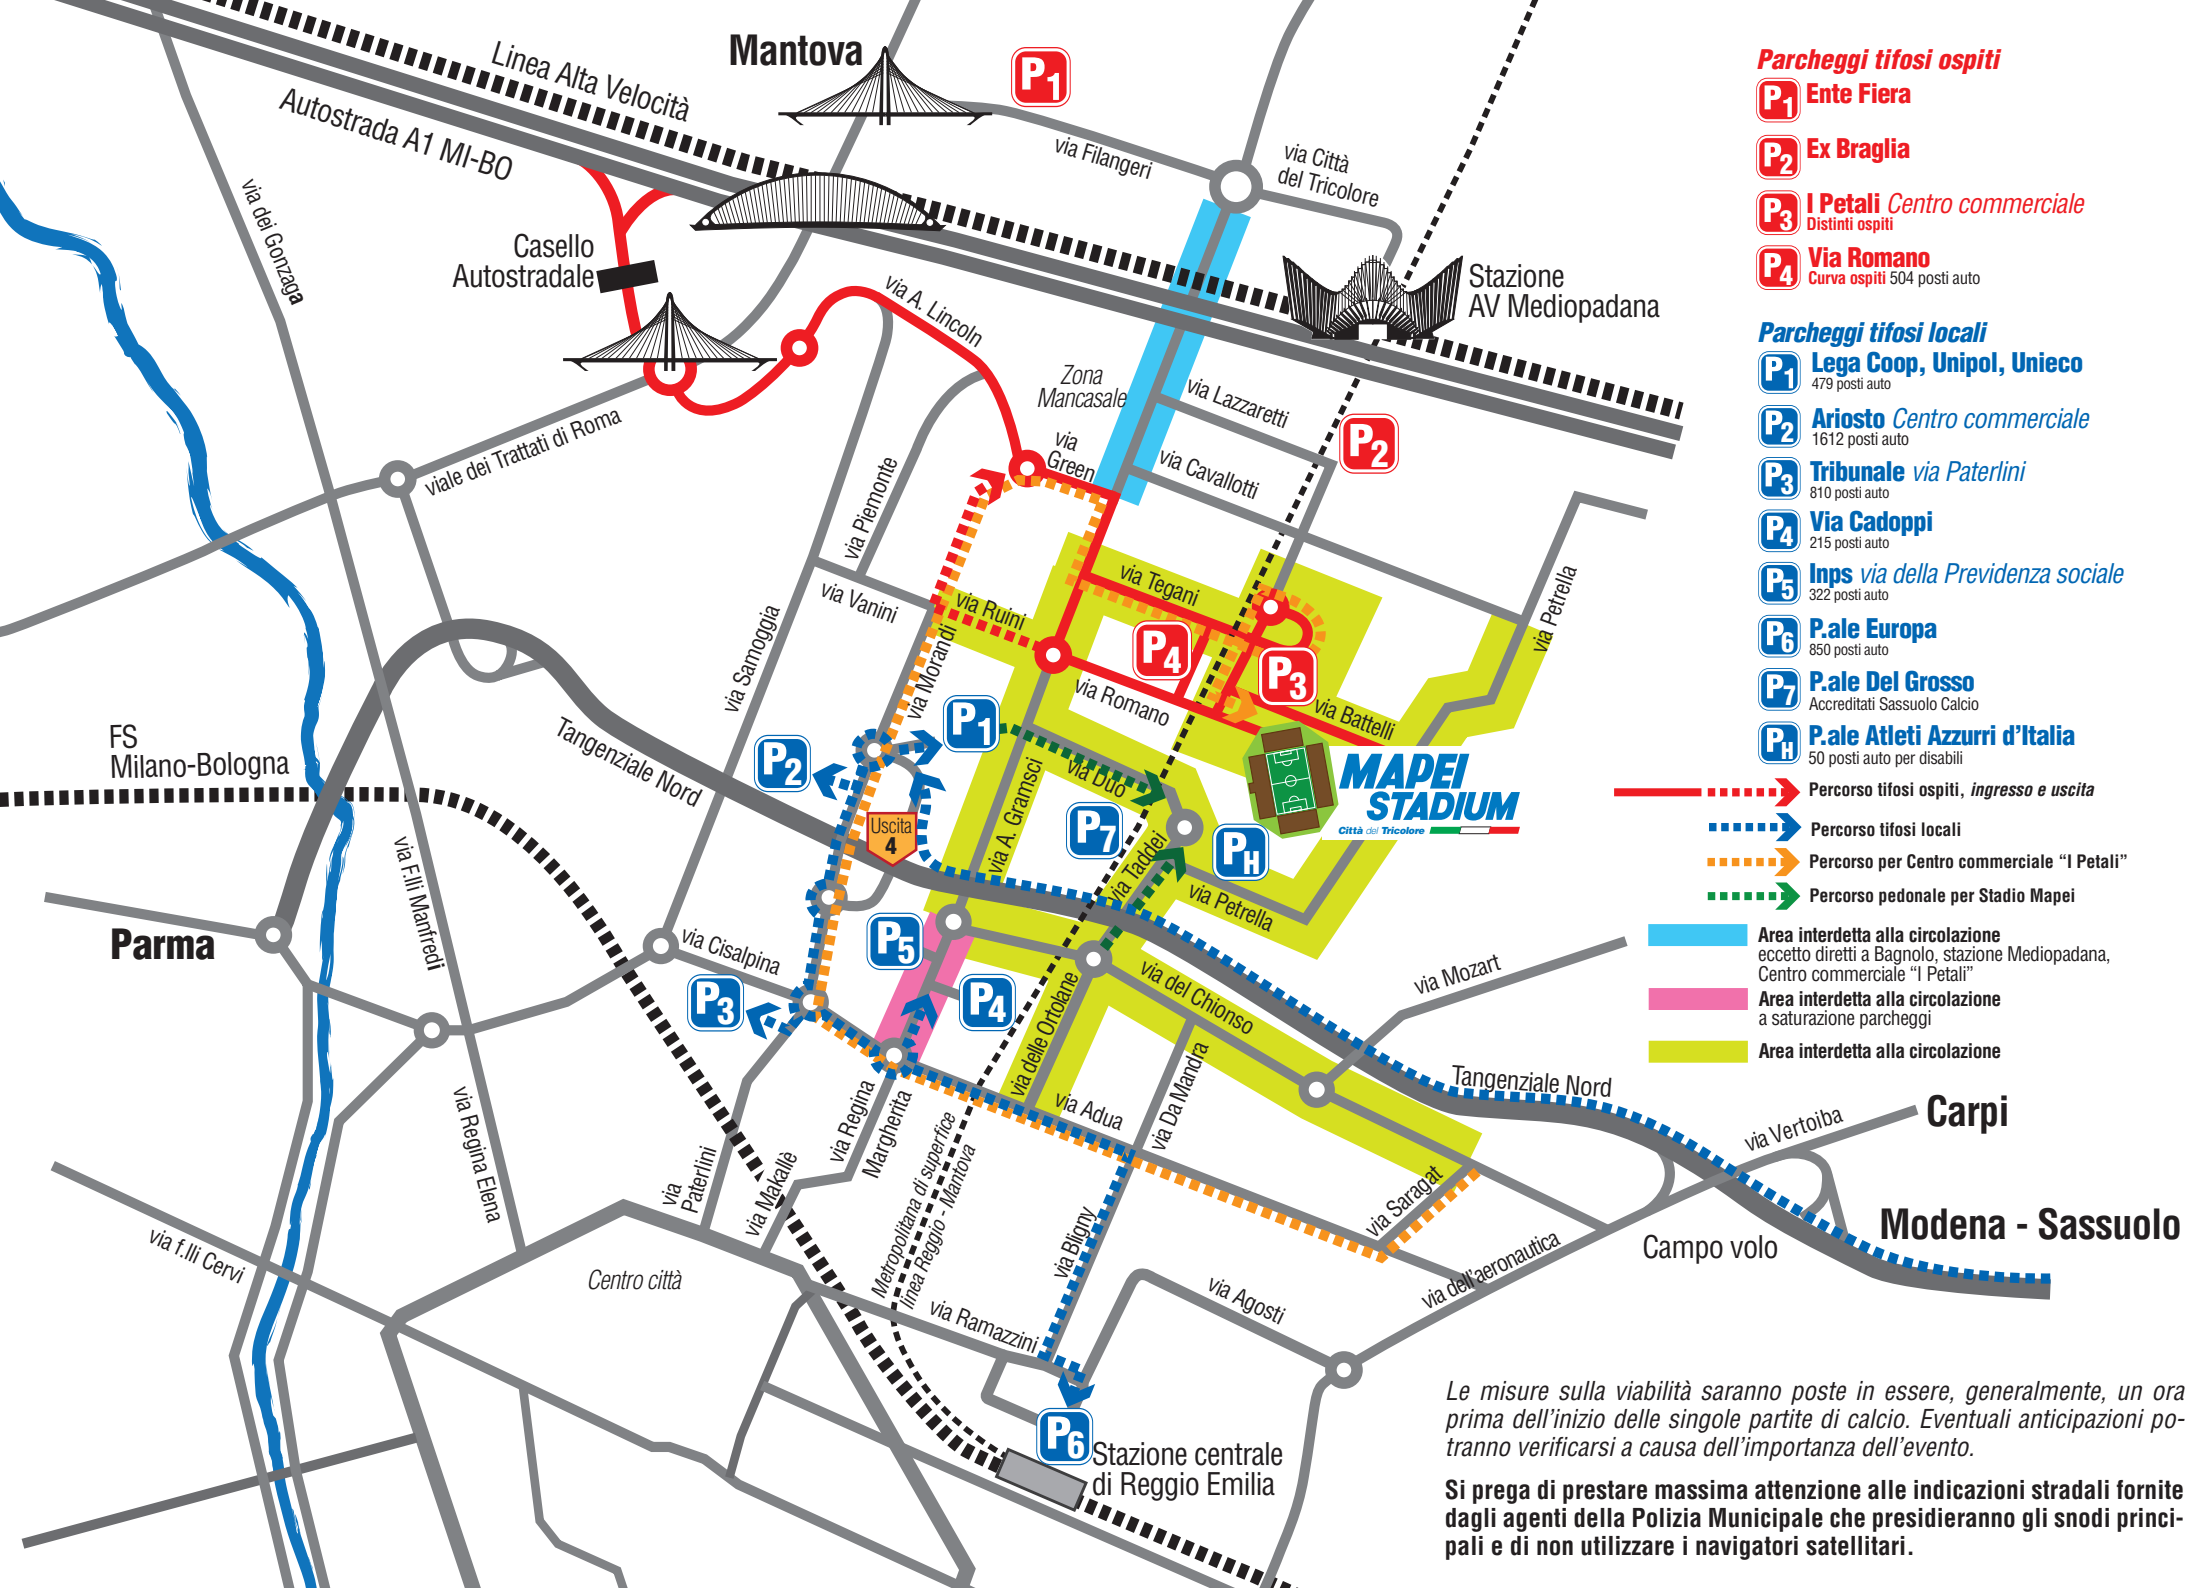 Mantova
P1
Linea Alta Velocità
Autostrada A1 MI-BO
via Filangeri
via Città
del Tricolore
via dei Gonzaga
Casello
Autostradale
via A. Lincoln
Stazione
AV Mediopadana
Zona
Mancasale
via Lazzaretti
P2
via
Green
via Cavallotti
viale dei Trattati di Roma
via Piemonte
via Vanini
via Ruini
via Tegani
via Petrella
via Samoggia
via Morandi
P4
P3
via Romano
via Battelli
P1
P2
Tangenziale Nord
FS
Milano-Bologna
via Duo
MAPEI
STADIUM
Città del Tricolore
Uscita
4
via A. Gramsci
P7
PH
via Taddei
via F.lli Manfredi
via Petrella
Parma
via Cisalpina
P5
P4
P3
via delle Ortolane
via del Chionso
via Mozart
via Da Mandra
Tangenziale Nord
via Adua
via Vertoiba
Carpi
via Regina Elena
via
Paterlini
via Makallè
via Regina
Margherita
Metropolitana di superfice
linea Reggio - Mantova
via Bligny
via Saragat
via dell'aeronautica
Campo volo
Modena - Sassuolo
via f.lli Cervi
Centro città
via Ramazzini
via Agosti
P6
Stazione centrale
di Reggio Emilia
Parcheggi tifosi ospiti
P1 Ente Fiera
P2 Ex Braglia
P3 I Petali Centro commerciale
Distinti ospiti
P4 Via Romano
Curva ospiti 504 posti auto
Parcheggi tifosi locali
P1 Lega Coop, Unipol, Unieco
479 posti auto
P2 Ariosto Centro commerciale
1612 posti auto
P3 Tribunale via Paterlini
810 posti auto
P4 Via Cadoppi
215 posti auto
P5 Inps via della Previdenza sociale
322 posti auto
P6 P.ale Europa
850 posti auto
P7 P.ale Del Grosso
Accreditati Sassuolo Calcio
PH P.ale Atleti Azzurri d'Italia
50 posti auto per disabili
Percorso tifosi ospiti, ingresso e uscita
Percorso tifosi locali
Percorso per Centro commerciale “I Petali”
Percorso pedonale per Stadio Mapei
Area interdetta alla circolazione
eccetto diretti a Bagnolo, stazione Mediopadana,
Centro commerciale “I Petali”
Area interdetta alla circolazione
a saturazione parcheggi
Area interdetta alla circolazione
Le misure sulla viabilità saranno poste in essere, generalmente, un ora
prima dell'inizio delle singole partite di calcio. Eventuali anticipazioni po-
tranno verificarsi a causa dell'importanza dell'evento.
Si prega di prestare massima attenzione alle indicazioni stradali fornite
dagli agenti della Polizia Municipale che presidieranno gli snodi princi-
pali e di non utilizzare i navigatori satellitari.